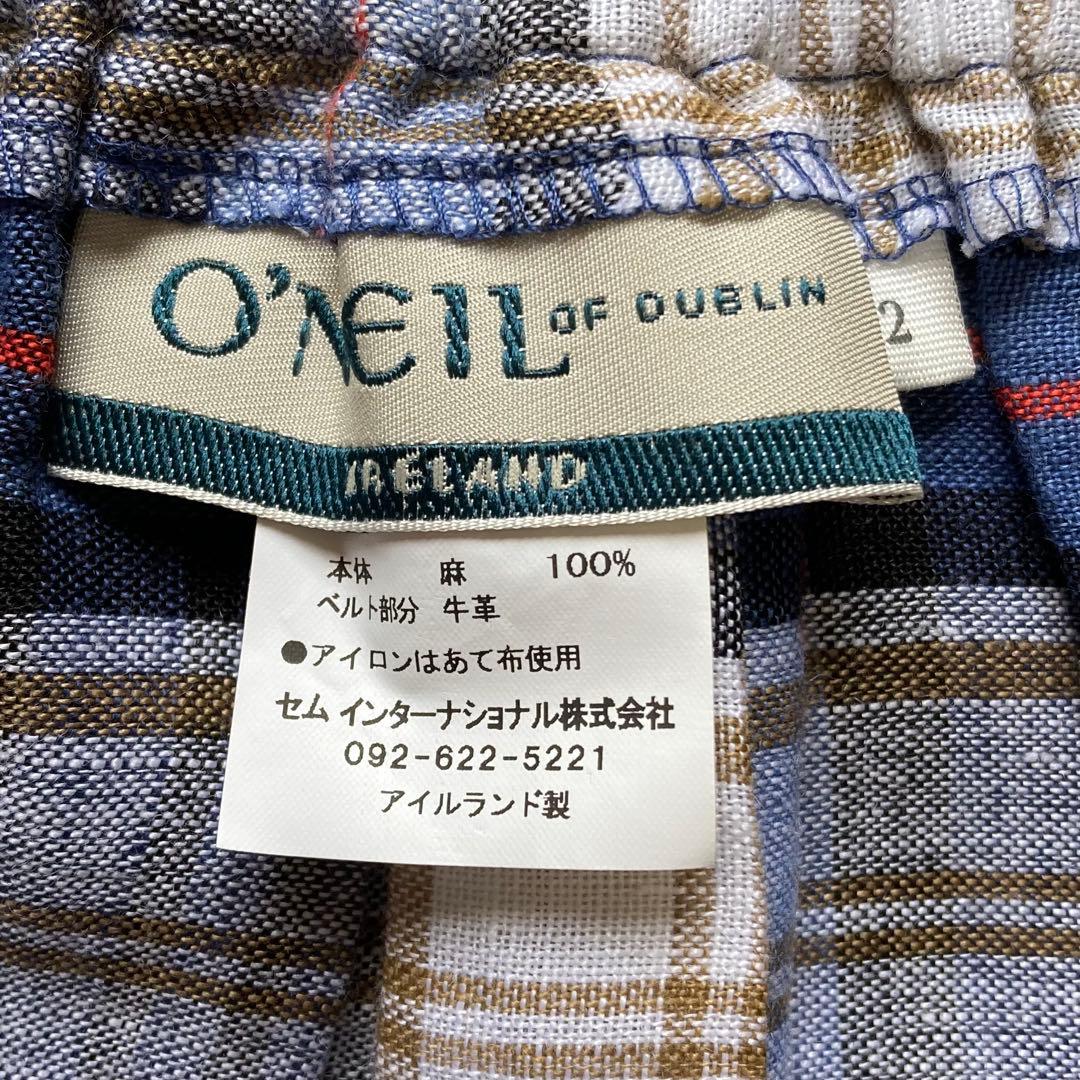 O'NEIL OF DUBLIN
2
IRELAND
本体 麻 100%
ベルト部分 牛革
●アイロンはあて布使用
セム インターナショナル株式会社
092-622-5221
アイルランド製